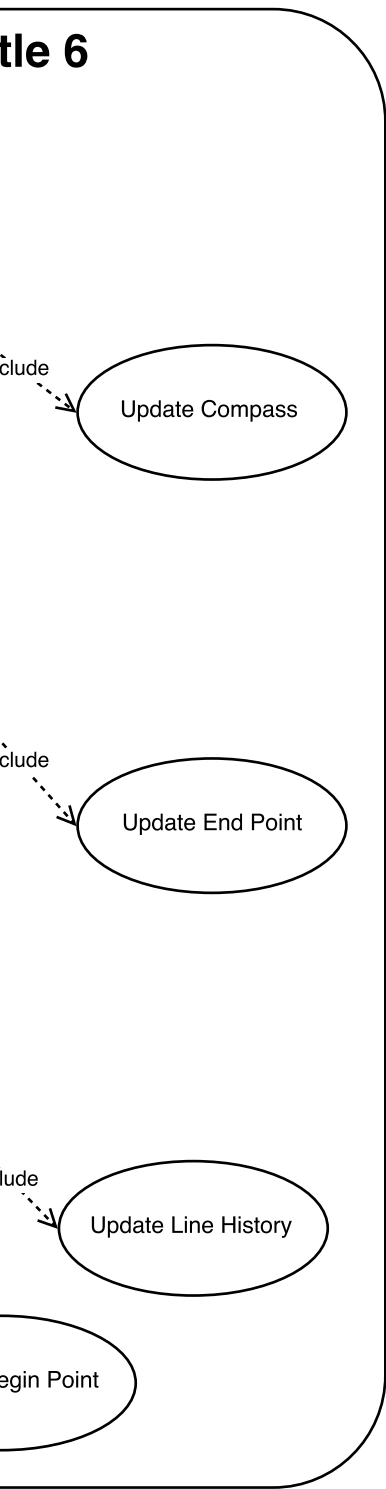 tle 6
clude
Update Compass
clude
Update End Point
lude
Update Line History
egin Point